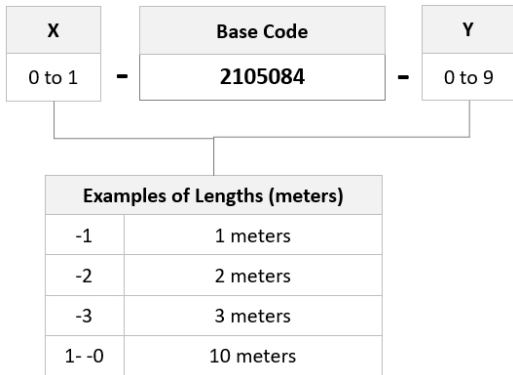 X Base Code Y
0 to 1 - 2105084 - 0 to 9
Examples of Lengths (meters)
-1 1 meters
-2 2 meters
-3 3 meters
1- -0 10 meters